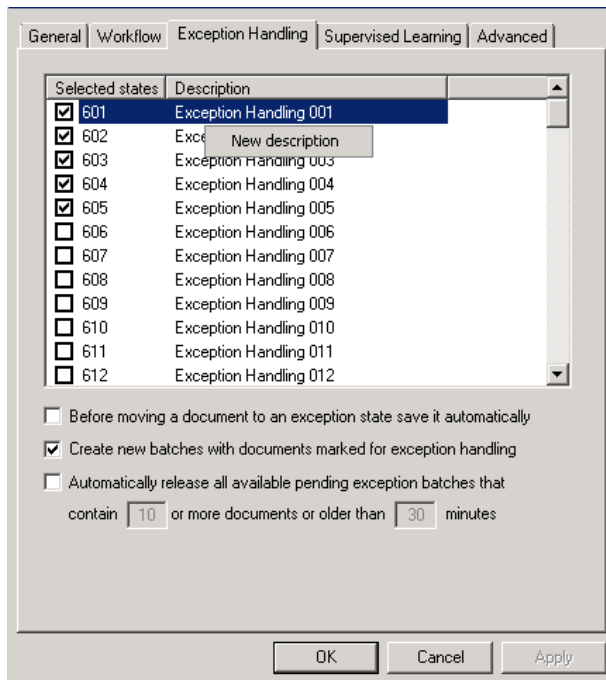 General Workflow Exception Handling Supervised Learning Advanced
Selected states Description
601 Exception Handling 001
602 Exce
New description
603 Exception Handling 003
604 Exception Handling 004
605 Exception Handling 005
606 Exception Handling 006
607 Exception Handling 007
608 Exception Handling 008
609 Exception Handling 009
610 Exception Handling 010
611 Exception Handling 011
612 Exception Handling 012
Before moving a document to an exception state save it automatically
Create new batches with documents marked for exception handling
Automatically release all available pending exception batches that
contain 10 or more documents or older than 30 minutes
OK Cancel Apply